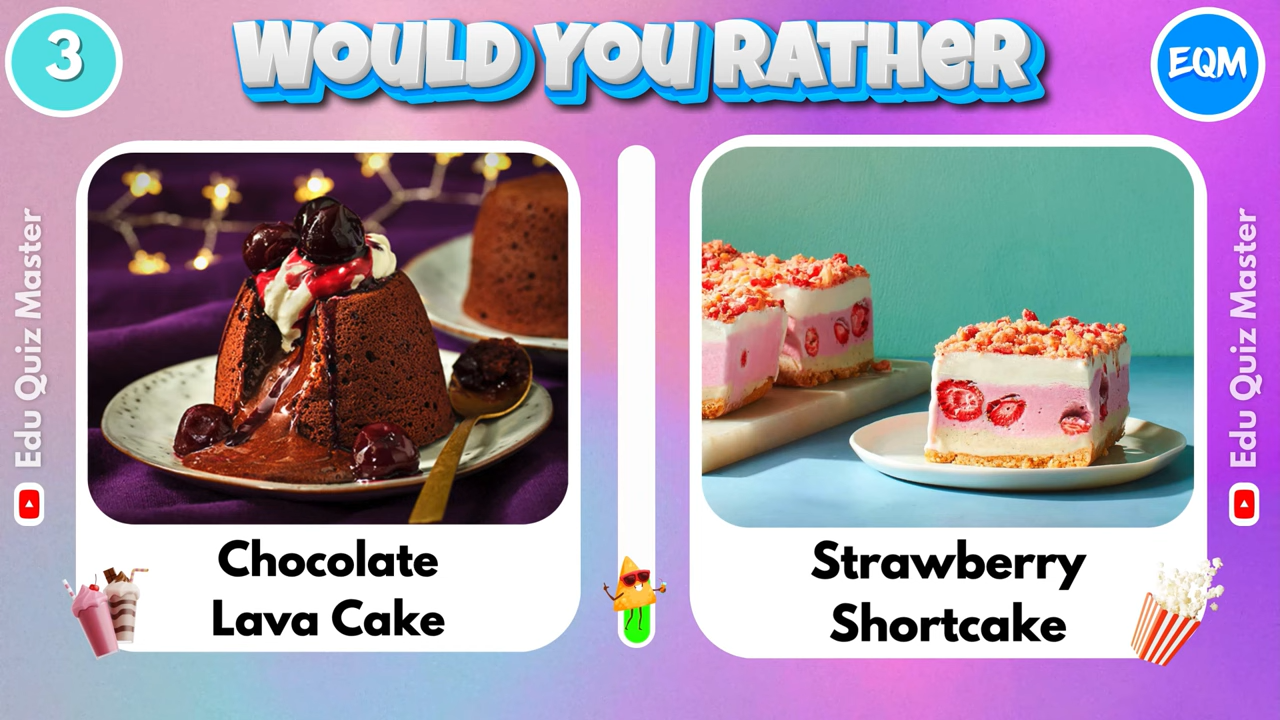 3
WOULD YOU RATHER
EQM
Edu Quiz Master
Edu Quiz Master
Chocolate
Lava Cake
Strawberry
Shortcake